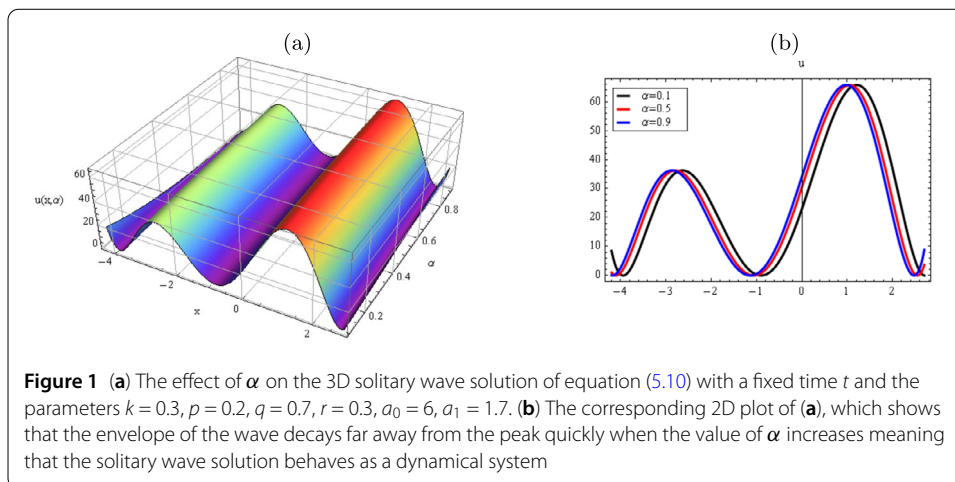 (a)
(b)
60
40
20
0
u(x,α)
−4
−2
0
2
x
0.2
0.4
0.6
0.8
α
u
α=0.1
α=0.5
α=0.9
60
50
40
30
20
10
0
−4
−3
−2
−1
0
1
2
Figure 1 (a) The effect of α on the 3D solitary wave solution of equation (5.10) with a fixed time t and the
parameters k = 0.3, p = 0.2, q = 0.7, r = 0.3, a₀ = 6, a₁ = 1.7. (b) The corresponding 2D plot of (a), which shows
that the envelope of the wave decays far away from the peak quickly when the value of α increases meaning
that the solitary wave solution behaves as a dynamical system